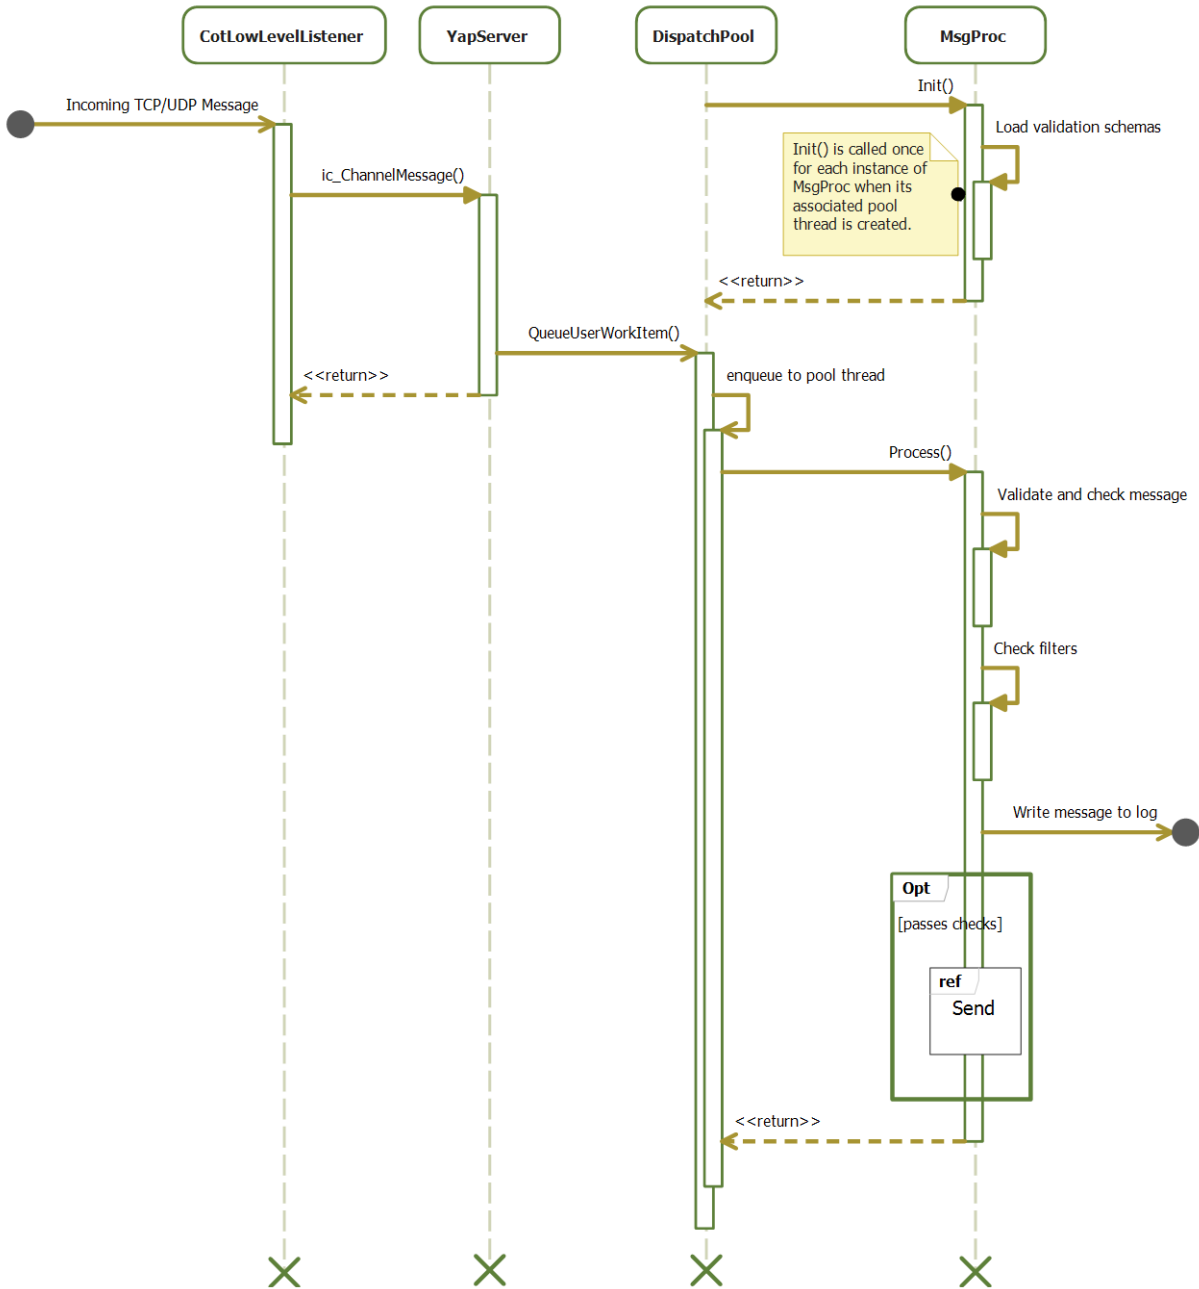 CotLowLevelListener
YapServer
DispatchPool
MsgProc
Init()
Incoming TCP/UDP Message
Load validation schemas
Init() is called once
for each instance of
MsgProc when its
associated pool
thread is created.
ic_ChannelMessage()
<<return>>
QueueUserWorkItem()
<<return>>
enqueue to pool thread
Process()
Validate and check message
Check filters
Write message to log
Opt
[passes checks]
ref
Send
<<return>>